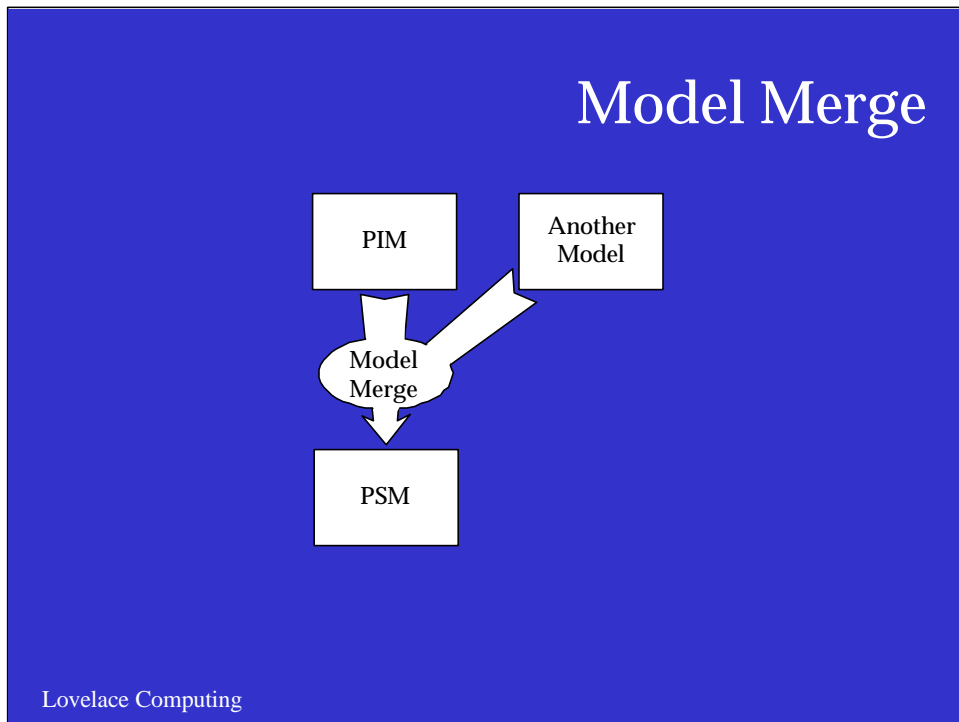 Model Merge
PIM
Another
Model
Model
Merge
PSM
Lovelace Computing